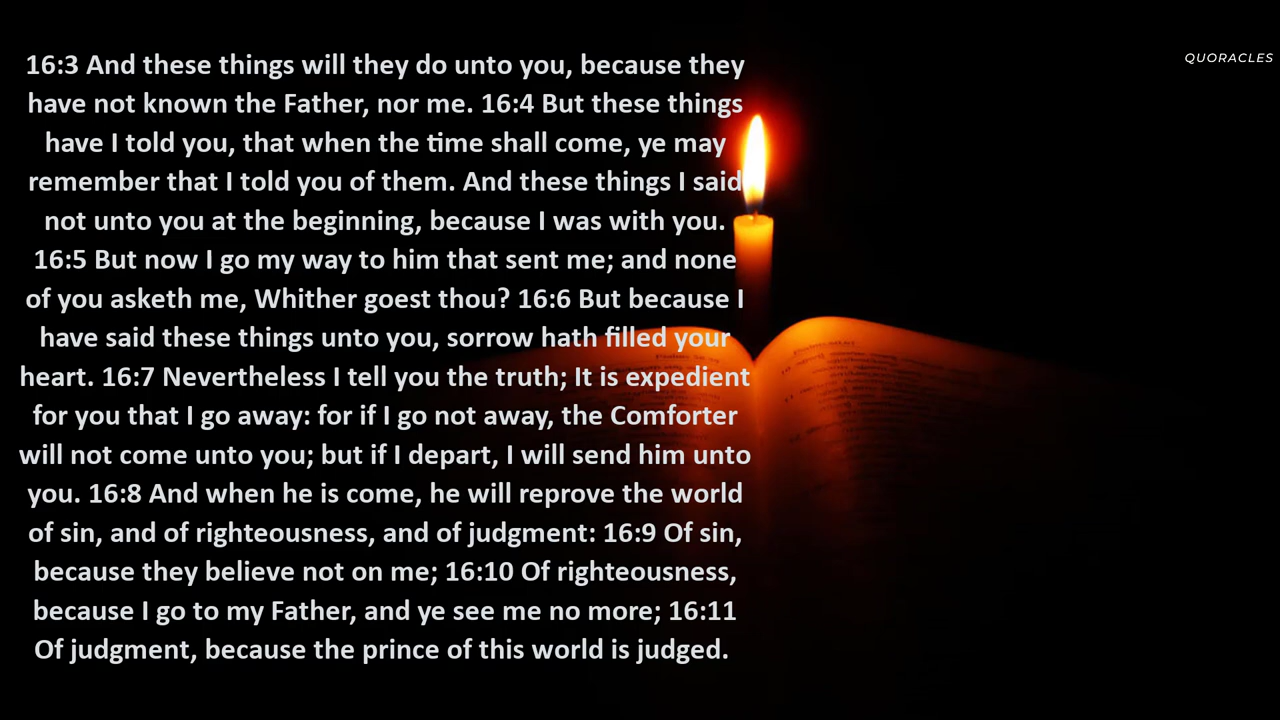 16:3 And these things will they do unto you, because they
have not known the Father, nor me. 16:4 But these things
have I told you, that when the time shall come, ye may
remember that I told you of them. And these things I said
not unto you at the beginning, because I was with you.
16:5 But now I go my way to him that sent me; and none
of you asketh me, Whither goest thou? 16:6 But because I
have said these things unto you, sorrow hath filled your
heart. 16:7 Nevertheless I tell you the truth; It is expedient
for you that I go away: for if I go not away, the Comforter
will not come unto you; but if I depart, I will send him unto
you. 16:8 And when he is come, he will reprove the world
of sin, and of righteousness, and of judgment: 16:9 Of sin,
because they believe not on me; 16:10 Of righteousness,
because I go to my Father, and ye see me no more; 16:11
Of judgment, because the prince of this world is judged.
QUORACLES